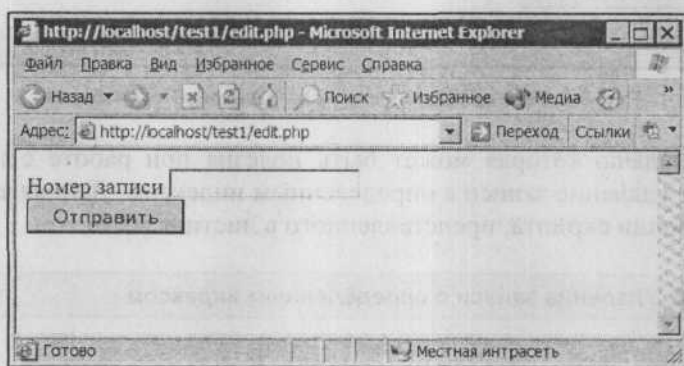 http://localhost/test1/edit.php - Microsoft Internet Explorer
Файл Правка Вид Избранное Сервис Справка
Назад Поиск Избранное Медиа »
Адрес: http://localhost/test1/edit.php Переход Ссылки »
Номер записи
Отправить
Готово Местная интрасеть